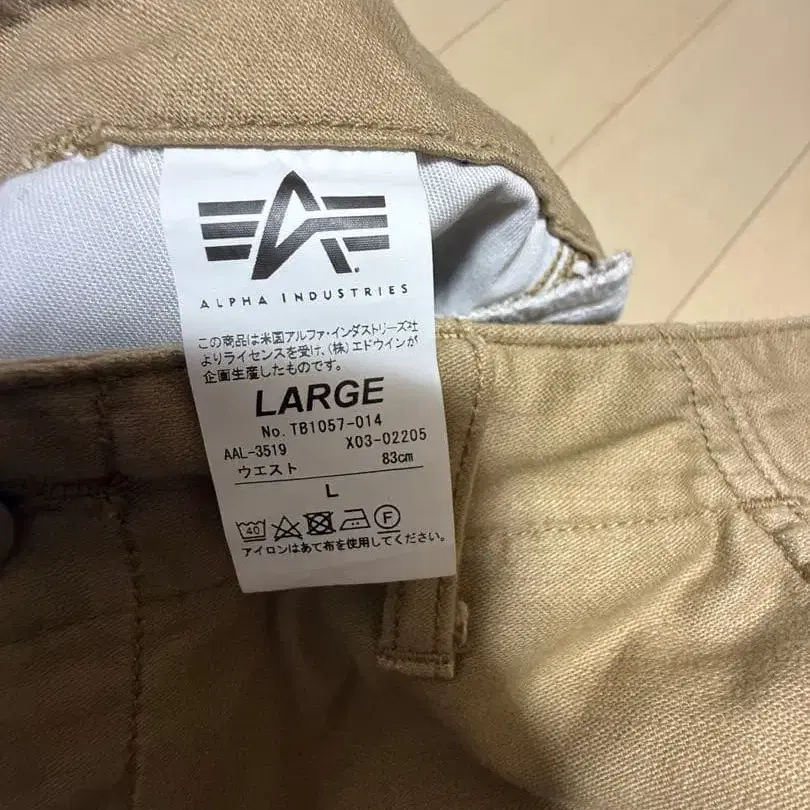 ALPHA INDUSTRIES
この商品は米国アルファ・インダストリーズ社
よりライセンスを受け、(株)エドウインが
企画生産したものです。
LARGE
No. TB1057-014
AAL-3519 X03-02205
ウエスト 83cm
L
40 F
アイロンはあて布を使用してください。